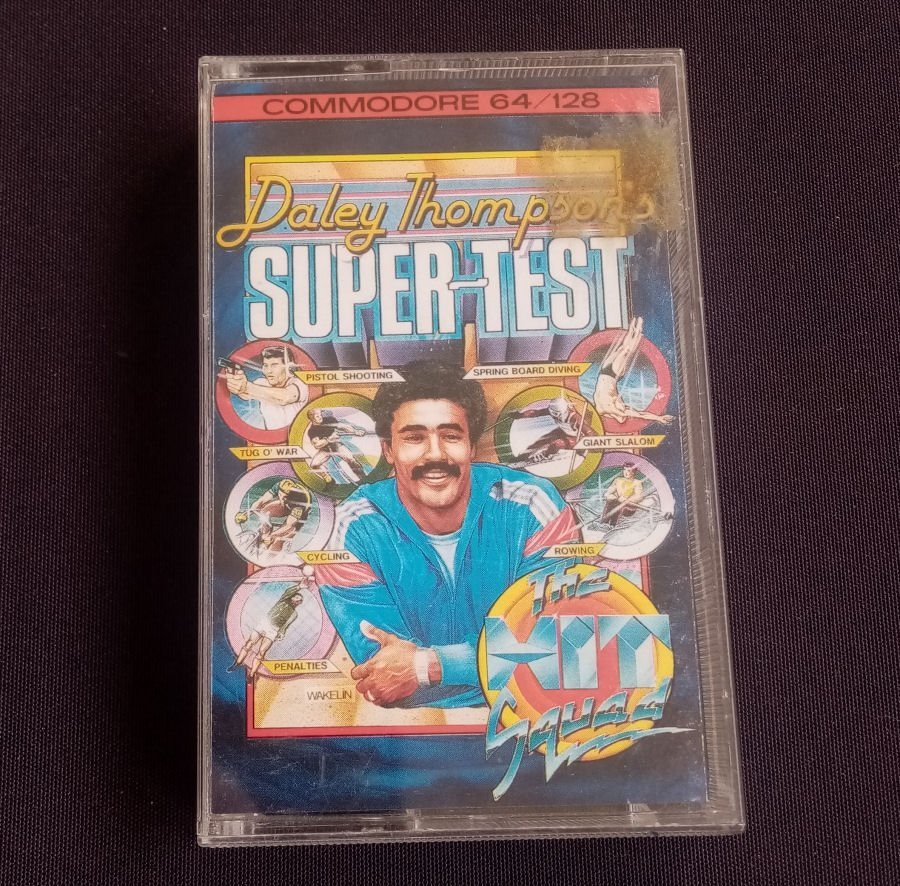 COMMODORE 64/128
Daley Thompson's
SUPER-TEST
PISTOL SHOOTING
SPRING BOARD DIVING
TUG O' WAR
GIANT SLALOM
CYCLING
ROWING
PENALTIES
WAKELIN
The
HIT
Squad